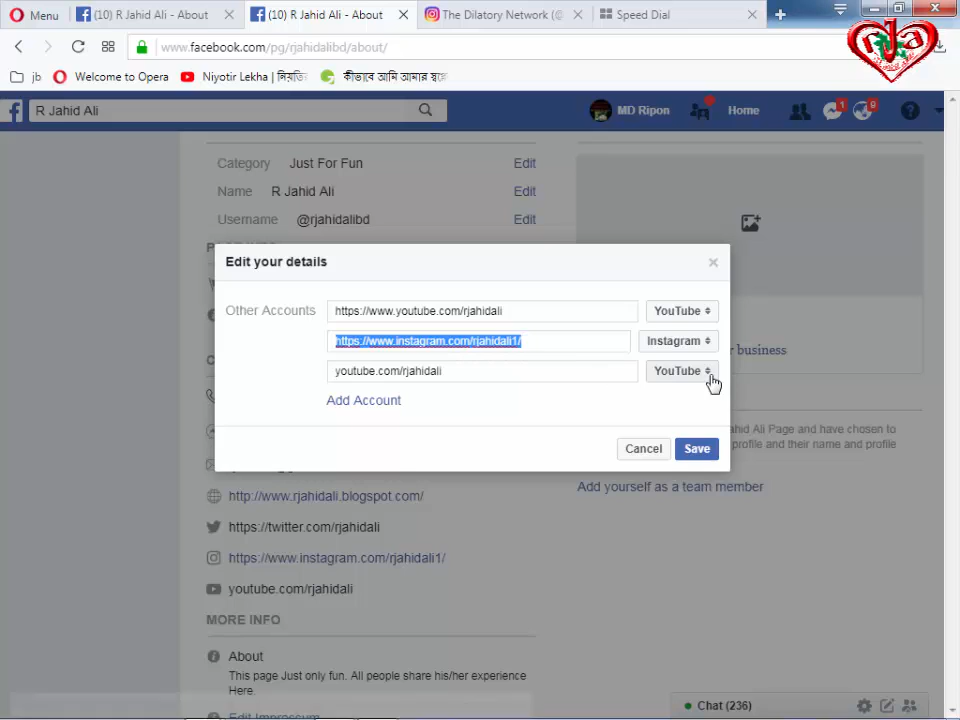 (10) R Jahid Ali - About
(10) R Jahid Ali - About
The Dilatory Network (@
Speed Dial
rja
Menu
www.facebook.com/pg/rjahidalibd/about/
jb
Welcome to Opera
Niyotir Lekha | নিয়তি
কীভাবে আমি আমার স্ব
R Jahid Ali
MD Ripon
Home
1
9
Category Just For Fun Edit
Name R Jahid Ali Edit
Username @rjahidalibd Edit
Edit your details
Other Accounts
https://www.youtube.com/rjahidali YouTube
https://www.instagram.com/rjahidali1/ Instagram
youtube.com/rjahidali YouTube
Add Account
Cancel Save
business
ahid Ali Page and have chosen to
profile and their name and profile
Add yourself as a team member
http://www.rjahidali.blogspot.com/
https://twitter.com/rjahidali
https://www.instagram.com/rjahidali1/
youtube.com/rjahidali
MORE INFO
About
This page Just only fun. All people share his/her experience
Here.
Edit Impressum
Chat (236)